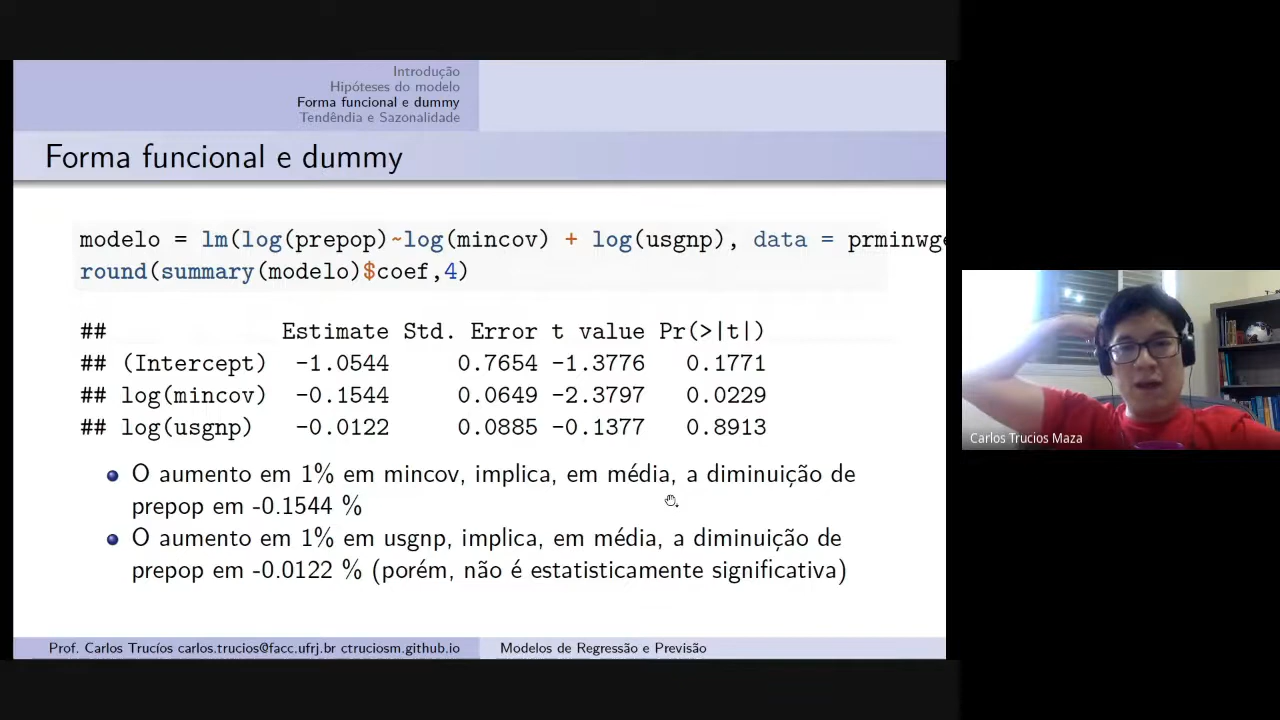 Introdução
Hipóteses do modelo
Forma funcional e dummy
Tendêndia e Sazonalidade
Forma funcional e dummy
modelo = lm(log(prepop)~log(mincov) + log(usgnp), data = prminwge
round(summary(modelo)$coef,4)
## Estimate Std. Error t value Pr(>|t|)
## (Intercept) -1.0544 0.7654 -1.3776 0.1771
## log(mincov) -0.1544 0.0649 -2.3797 0.0229
## log(usgnp) -0.0122 0.0885 -0.1377 0.8913
O aumento em 1% em mincov, implica, em média, a diminuição de
prepop em -0.1544 %
O aumento em 1% em usgnp, implica, em média, a diminuição de
prepop em -0.0122 % (porém, não é estatisticamente significativa)
Prof. Carlos Trucíos carlos.trucios@facc.ufrj.br ctruciosm.github.io
Modelos de Regressão e Previsão
Carlos Trucios Maza